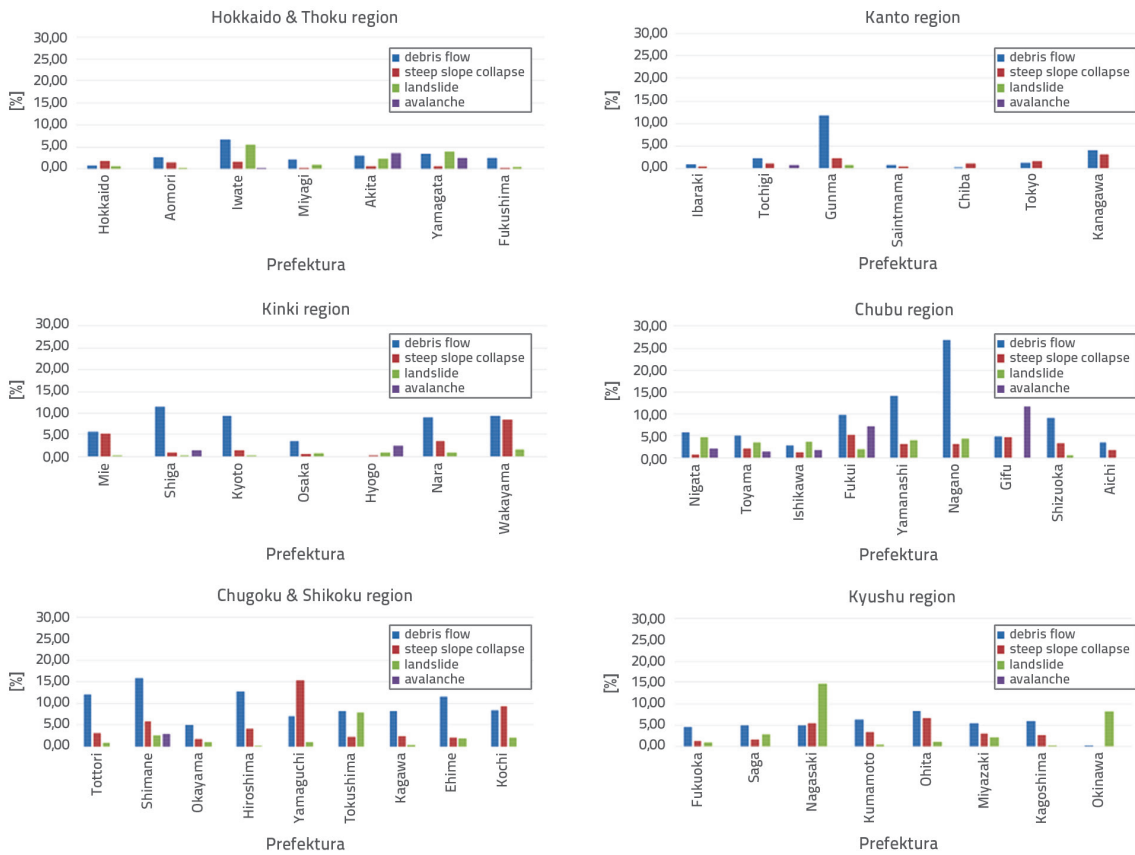 Hokkaido & Thoku region
30,00
25,00
20,00
15,00
10,00
5,00
0,00
[%]
debris flow
steep slope collapse
landslide
avalanche
Hokkaido
Aomori
Iwate
Miyagi
Akita
Yamagata
Fukushima
Prefektura
Kanto region
30,00
25,00
20,00
15,00
10,00
5,00
0,00
[%]
debris flow
steep slope collapse
landslide
avalanche
Ibaraki
Tochigi
Gunma
Saintmama
Chiba
Tokyo
Kanagawa
Prefektura
Kinki region
30,00
25,00
20,00
15,00
10,00
5,00
0,00
[%]
debris flow
steep slope collapse
landslide
avalanche
Mie
Shiga
Kyoto
Osaka
Hyogo
Nara
Wakayama
Prefektura
Chubu region
30,00
25,00
20,00
15,00
10,00
5,00
0,00
[%]
debris flow
steep slope collapse
landslide
avalanche
Nigata
Toyama
Ishikawa
Fukui
Yamanashi
Nagano
Gifu
Shizuoka
Aichi
Prefektura
Chugoku & Shikoku region
30,00
25,00
20,00
15,00
10,00
5,00
0,00
[%]
debris flow
steep slope collapse
landslide
avalanche
Tottori
Shimane
Okayama
Hiroshima
Yamaguchi
Tokushima
Kagawa
Ehime
Kochi
Prefektura
Kyushu region
30,00
25,00
20,00
15,00
10,00
5,00
0,00
[%]
debris flow
steep slope collapse
landslide
avalanche
Fukuoka
Saga
Nagasaki
Kumamoto
Ohita
Miyazaki
Kagoshima
Okinawa
Prefektura